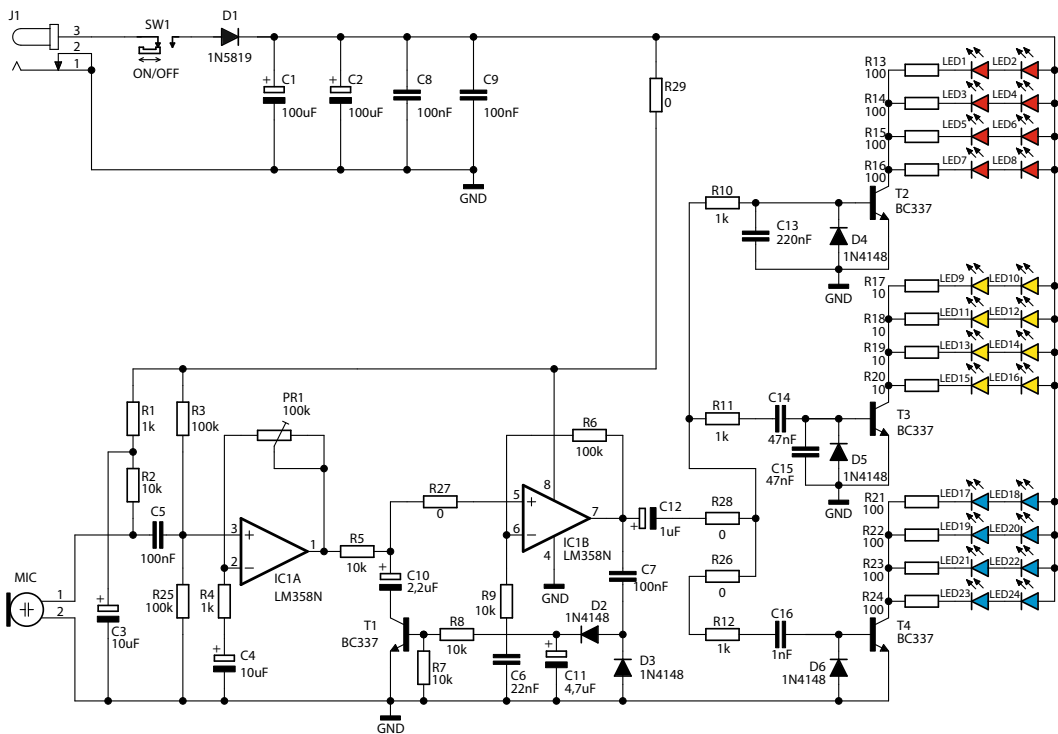 J1
3
2
1
SW1
ON/OFF
D1
1N5819
C1
100uF
C2
100uF
C8
100nF
C9
100nF
GND
R29
0
R13
100
LED1
LED2
R14
100
LED3
LED4
R15
100
LED5
LED6
R16
100
LED7
LED8
T2
BC337
R10
1k
C13
220nF
D4
1N4148
GND
R17
10
LED9
LED10
R18
10
LED11
LED12
R19
10
LED13
LED14
R20
10
LED15
LED16
T3
BC337
R11
1k
C14
47nF
C15
47nF
D5
1N4148
GND
R21
100
LED17
LED18
R22
100
LED19
LED20
R23
100
LED21
LED22
R24
100
LED23
LED24
T4
BC337
R28
0
R26
0
R12
1k
C16
1nF
D6
1N4148
R1
1k
R3
100k
PR1
100k
R2
10k
C5
100nF
MIC
1
2
C3
10uF
R25
100k
R4
1k
C4
10uF
3
+
2
1
IC1A
LM358N
R5
10k
R27
0
C10
2,2uF
T1
BC337
R7
10k
R8
10k
R6
100k
5
+
6
8
7
4
IC1B
LM358N
GND
R9
10k
C6
22nF
C11
4,7uF
D2
1N4148
D3
1N4148
C7
100nF
C12
1uF
GND